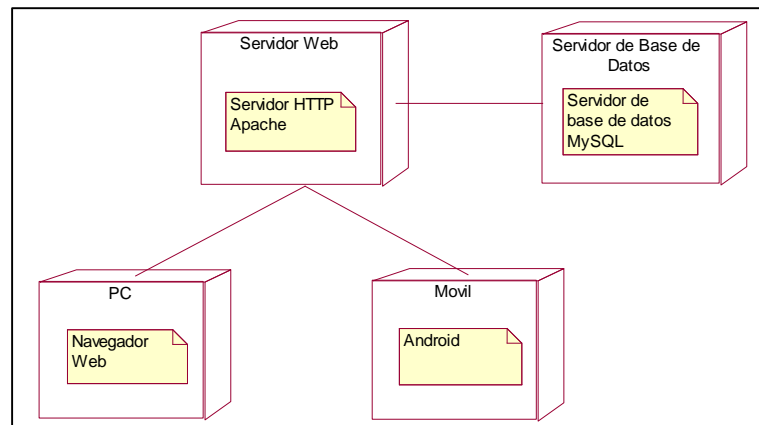 Servidor Web
Servidor HTTP
Apache
Servidor de Base de
Datos
Servidor de
base de datos
MySQL
PC
Navegador
Web
Movil
Android